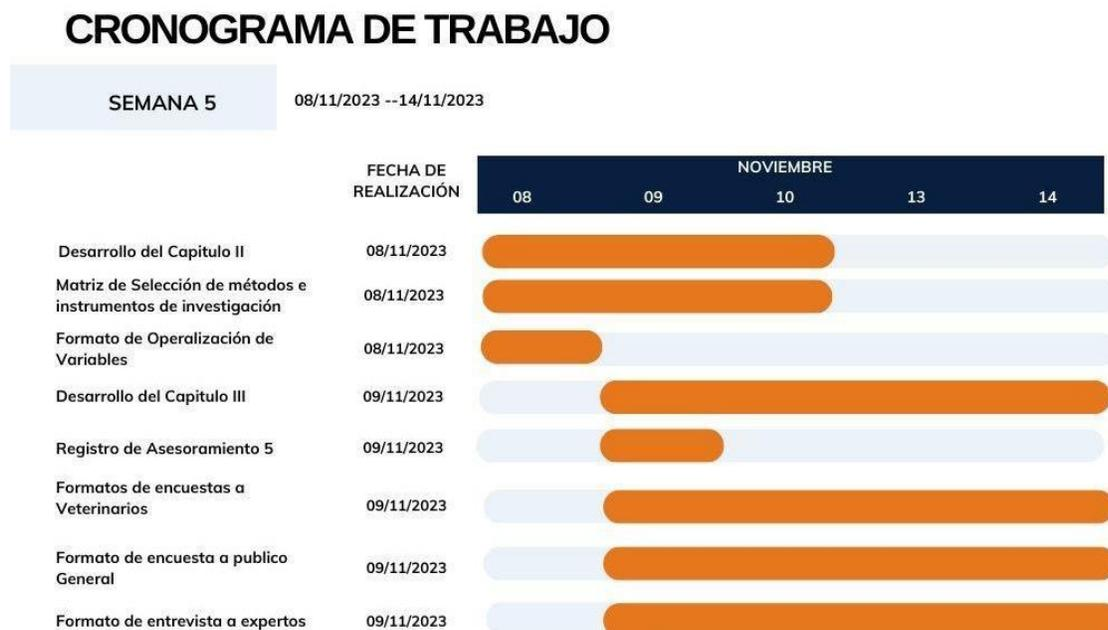 CRONOGRAMA DE TRABAJO
SEMANA 5
08/11/2023 --14/11/2023
FECHA DE
REALIZACIÓN
NOVIEMBRE
08 09 10 13 14
Desarrollo del Capitulo II 08/11/2023
Matriz de Selección de métodos e
instrumentos de investigación
08/11/2023
Formato de Operalización de
Variables
08/11/2023
Desarrollo del Capitulo III 09/11/2023
Registro de Asesoramiento 5 09/11/2023
Formatos de encuestas a
Veterinarios
09/11/2023
Formato de encuesta a publico
General
09/11/2023
Formato de entrevista a expertos 09/11/2023